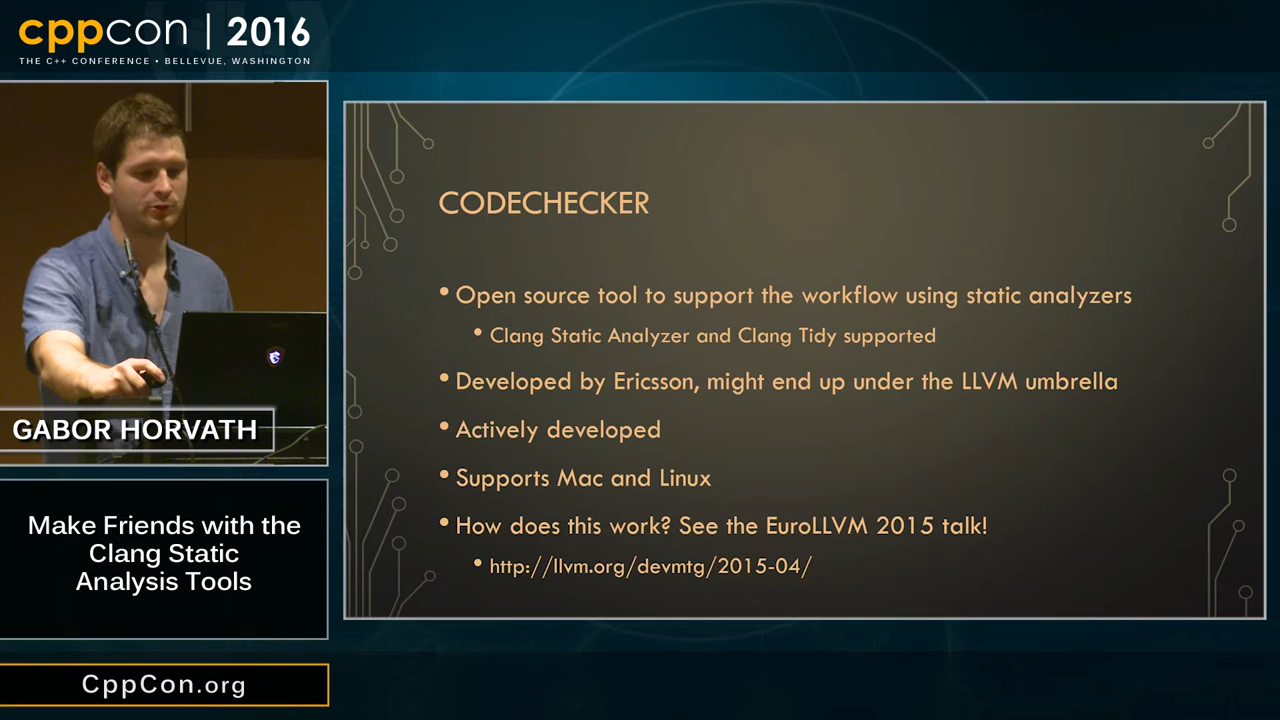 cppcon | 2016
THE C++ CONFERENCE • BELLEVUE, WASHINGTON
GABOR HORVATH
Make Friends with the
Clang Static
Analysis Tools
CppCon.org
CODECHECKER
• Open source tool to support the workflow using static analyzers
• Clang Static Analyzer and Clang Tidy supported
• Developed by Ericsson, might end up under the LLVM umbrella
• Actively developed
• Supports Mac and Linux
• How does this work? See the EuroLLVM 2015 talk!
• http://llvm.org/devmtg/2015-04/